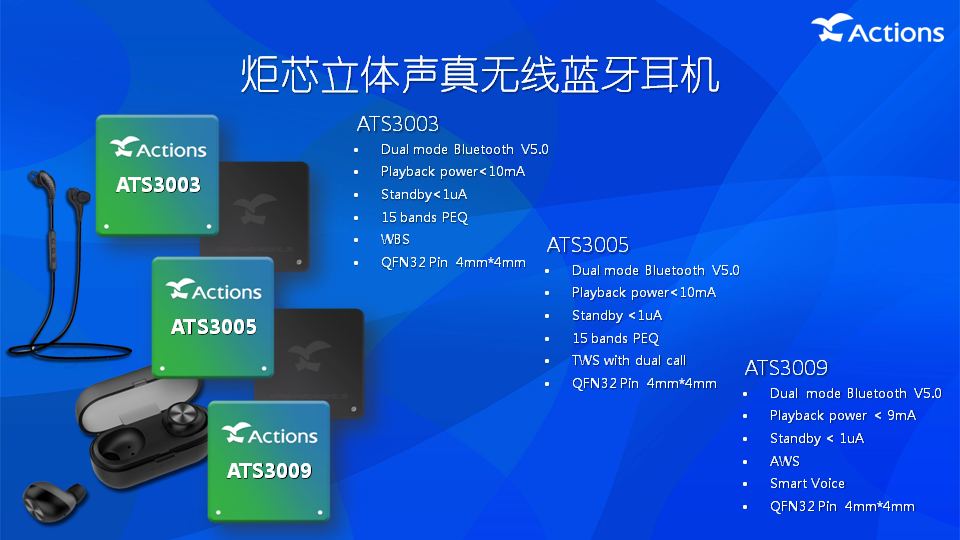 Actions
炬芯立体声真无线蓝牙耳机
Actions
ATS3003
Actions
ATS3005
Actions
ATS3009
ATS3003
• Dual mode Bluetooth V5.0
• Playback power<10mA
• Standby<1uA
• 15 bands PEQ
• WBS
• QFN32 Pin 4mm*4mm
ATS3005
• Dual mode Bluetooth V5.0
• Playback power<10mA
• Standby <1uA
• 15 bands PEQ
• TWS with dual call
• QFN32 Pin 4mm*4mm
ATS3009
• Dual mode Bluetooth V5.0
• Playback power < 9mA
• Standby < 1uA
• AWS
• Smart Voice
• QFN32 Pin 4mm*4mm